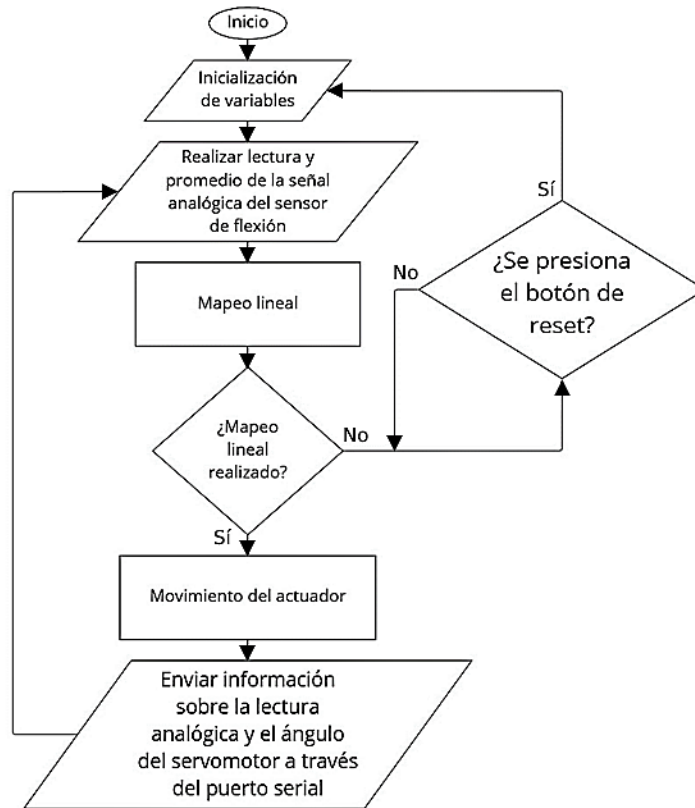 Inicio
Inicialización
de variables
Realizar lectura y
promedio de la señal
analógica del sensor
de flexión
Sí
No
¿Se presiona
el botón de
reset?
Mapeo lineal
¿Mapeo
lineal
realizado?
No
Sí
Movimiento del actuador
Enviar información
sobre la lectura
analógica y el ángulo
del servomotor a través
del puerto serial